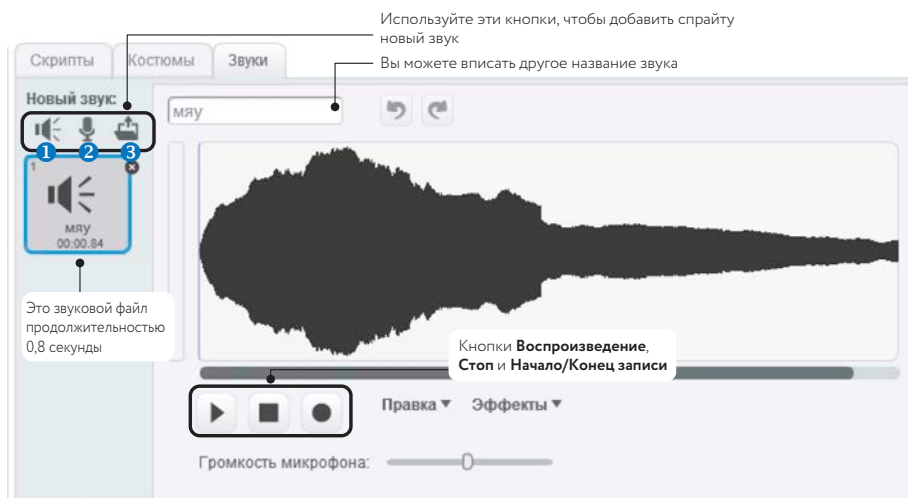 Используйте эти кнопки, чтобы добавить спрайту
новый звук
Скрипты Костюмы Звуки
Вы можете вписать другое название звука
Новый звук:
мяу
1 2 3
1
мяу
00:00.84
Это звуковой файл
продолжительностью
0,8 секунды
Кнопки Воспроизведение,
Стоп и Начало/Конец записи
Правка Эффекты
Громкость микрофона: